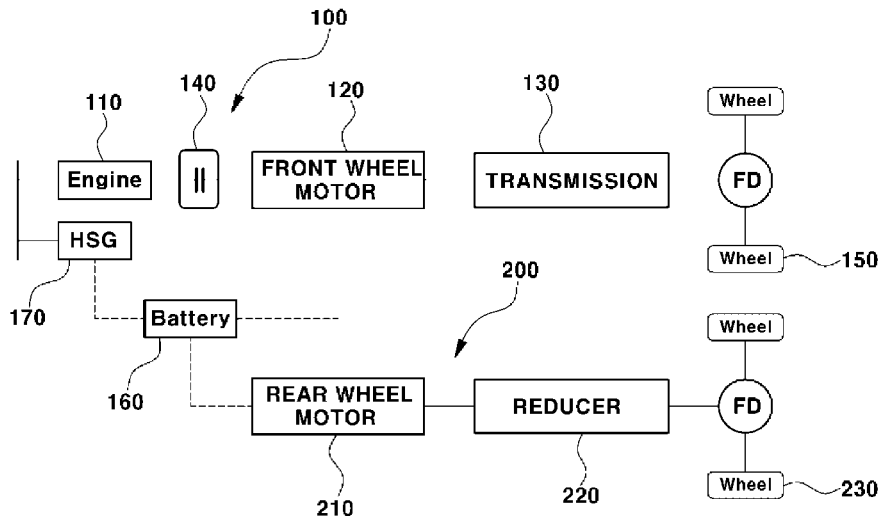 100
140
110
120
130
Wheel
Engine
||
FRONT WHEEL
MOTOR
TRANSMISSION
FD
HSG
Wheel
150
170
200
Battery
Wheel
160
REAR WHEEL
MOTOR
REDUCER
FD
210
220
Wheel
230